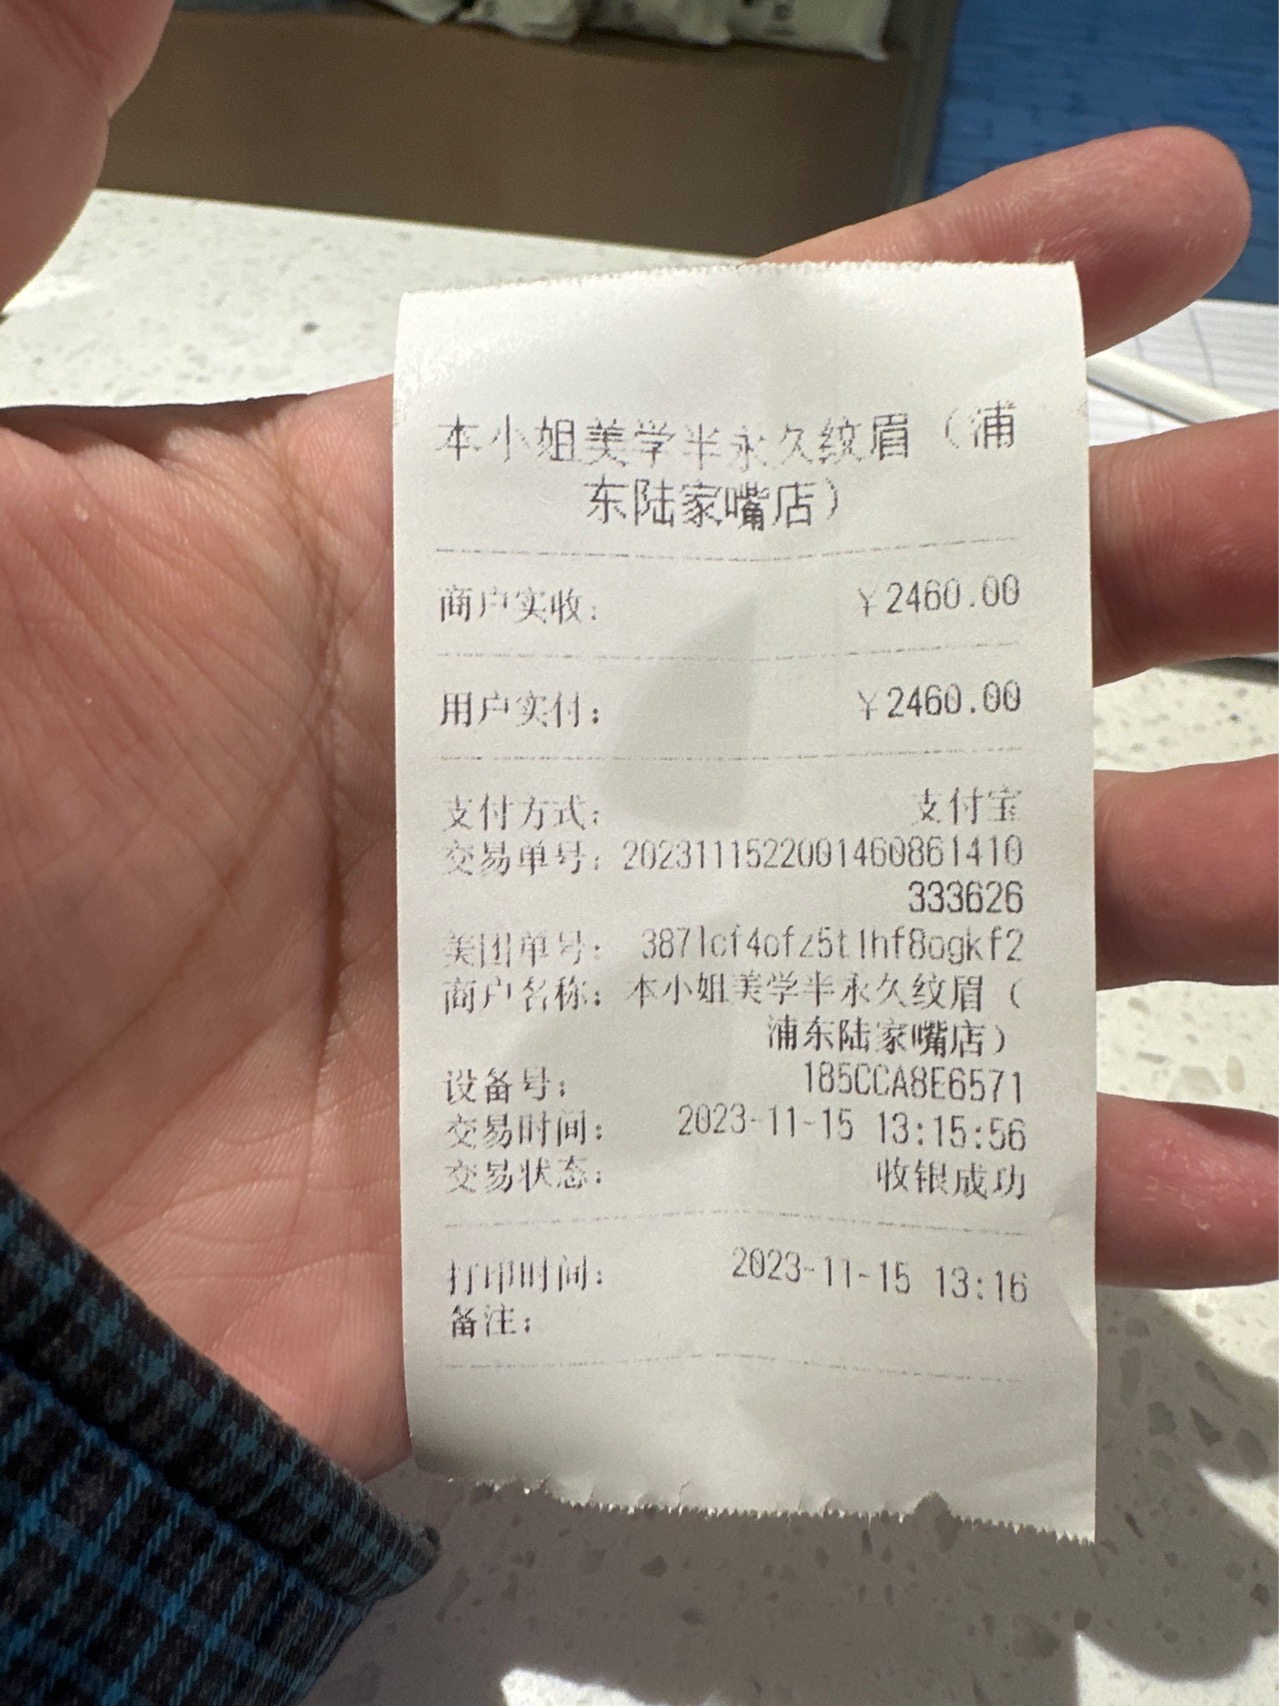 本小姐美学半永久纹眉（浦
东陆家嘴店）
商户实收： ￥2460.00
用户实付： ￥2460.00
支付方式： 支付宝
交易单号：2023111522001460861410
333626
美团单号： 3871cf4ofz5t1hf8ogkf2
商户名称：本小姐美学半永久纹眉（
浦东陆家嘴店）
设备号： 185CCA8E6571
交易时间： 2023-11-15 13:15:56
交易状态： 收银成功
打印时间： 2023-11-15 13:16
备注：